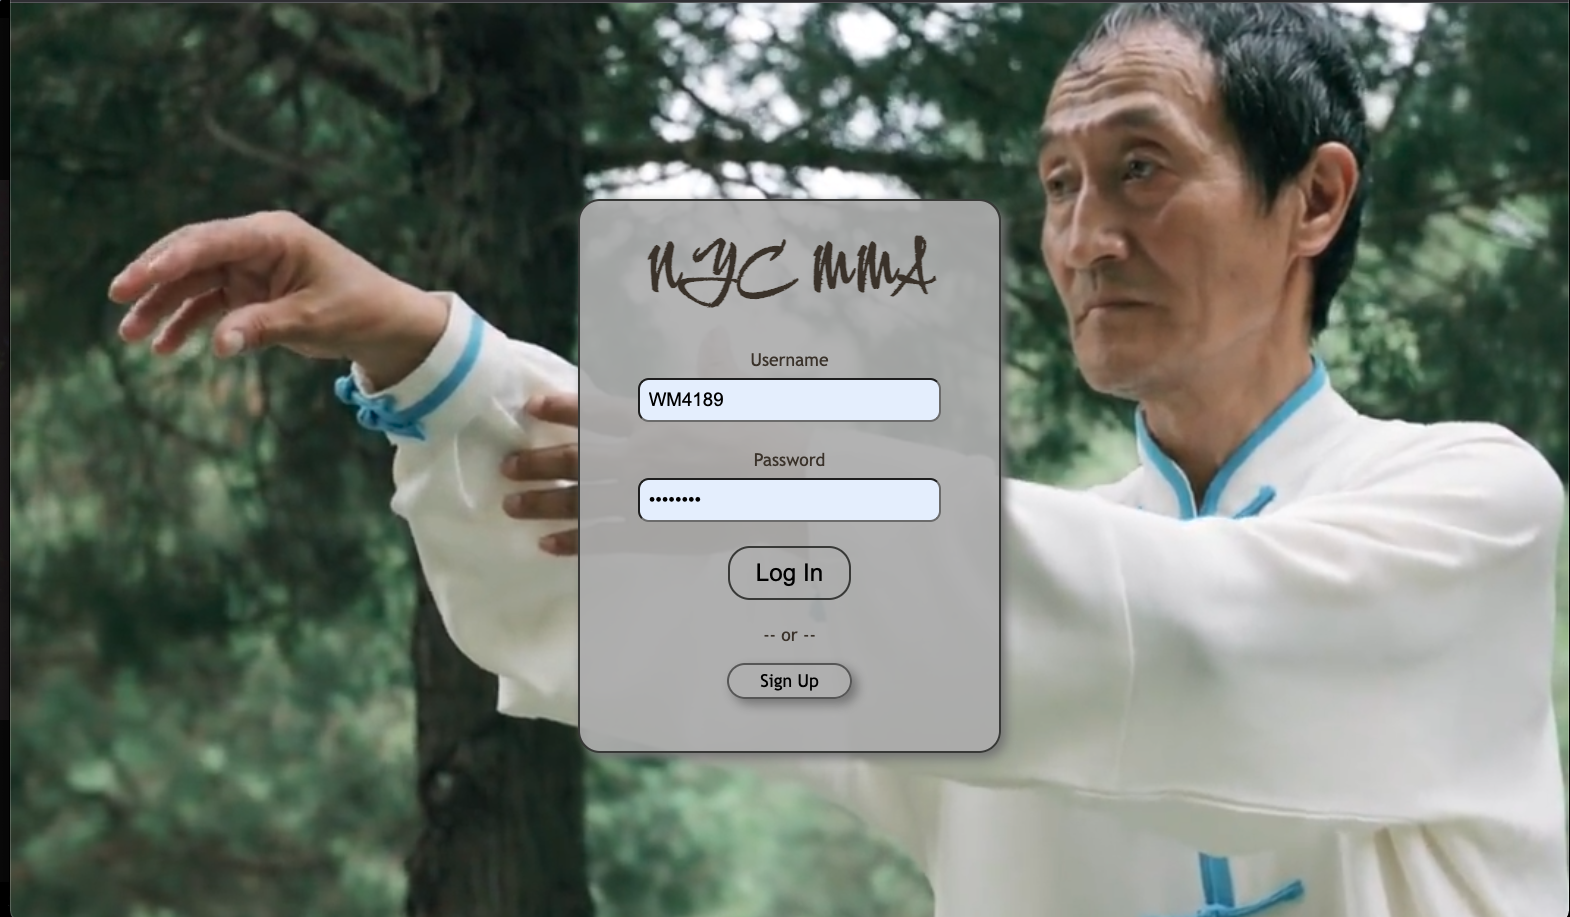 NYC MMA
Username
WM4189
Password
••••••••
Log In
-- or --
Sign Up